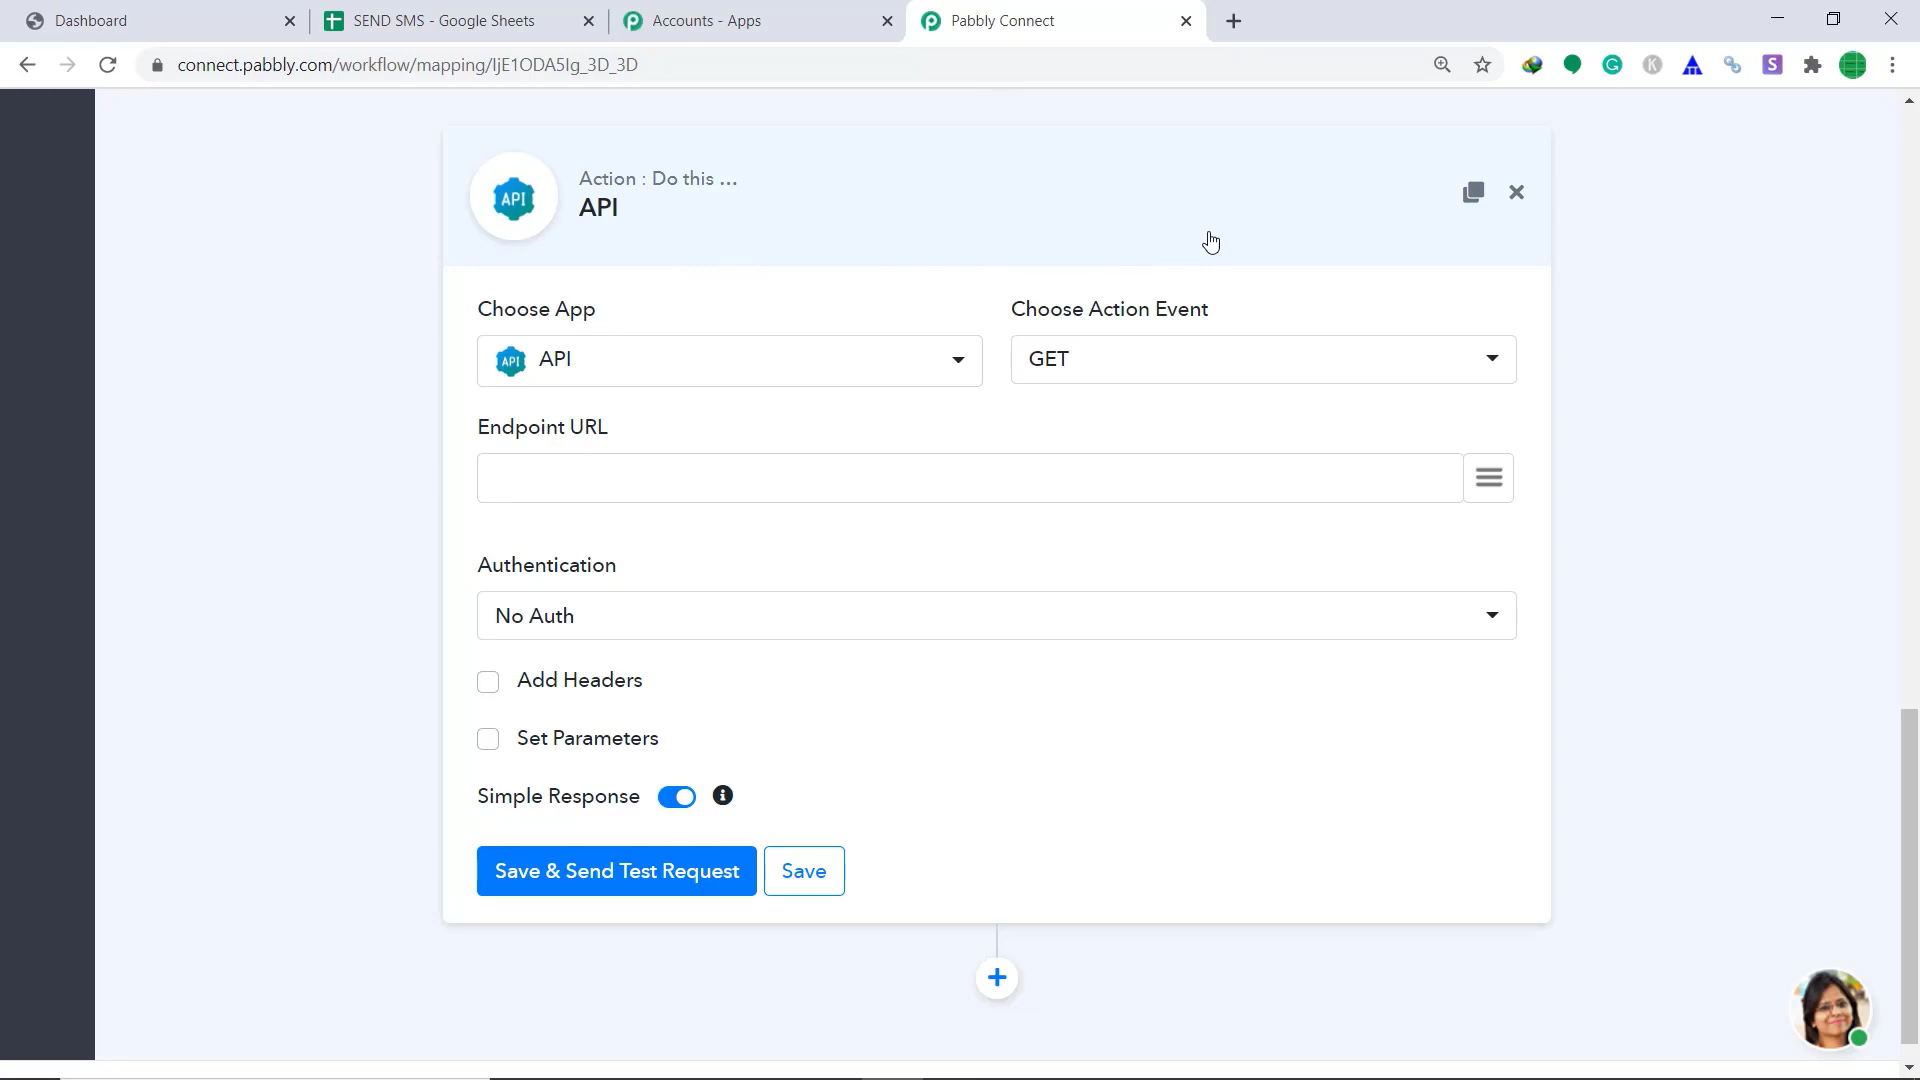 Dashboard
SEND SMS - Google Sheets
Accounts - Apps
Pabbly Connect
connect.pabbly.com/workflow/mapping/IjE1ODA5Ig_3D_3D
Action : Do this ...
API
API
Choose App
Choose Action Event
API API
GET
Endpoint URL
Authentication
No Auth
Add Headers
Set Parameters
Simple Response
Save & Send Test Request
Save